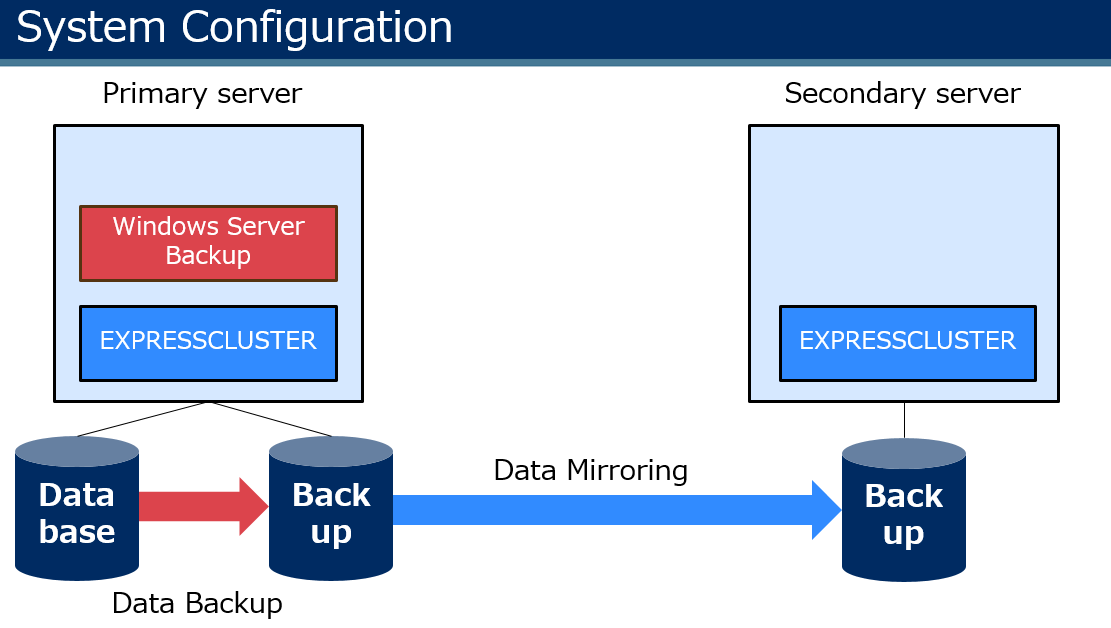 System Configuration
Primary server
Secondary server
Windows Server
Backup
EXPRESSCLUSTER
EXPRESSCLUSTER
Data
base
Back
up
Data Mirroring
Back
up
Data Backup